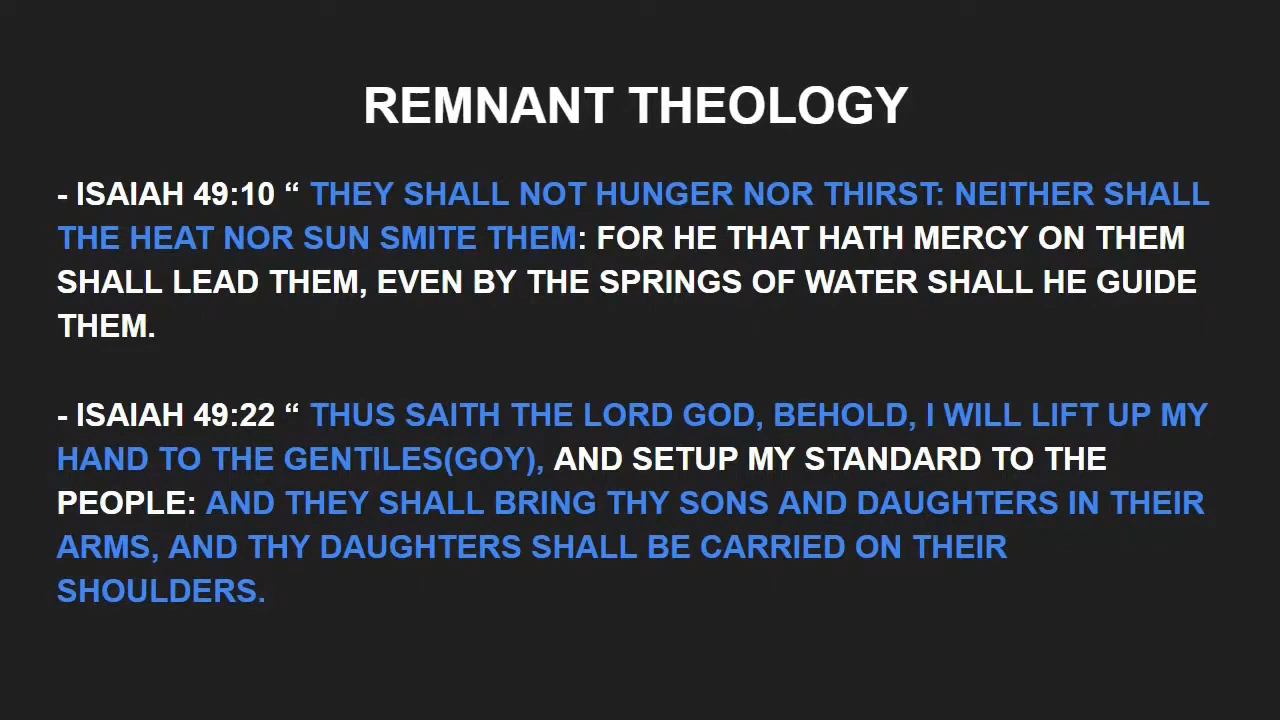 REMNANT THEOLOGY
- ISAIAH 49:10 “ THEY SHALL NOT HUNGER NOR THIRST: NEITHER SHALL
THE HEAT NOR SUN SMITE THEM: FOR HE THAT HATH MERCY ON THEM
SHALL LEAD THEM, EVEN BY THE SPRINGS OF WATER SHALL HE GUIDE
THEM.
- ISAIAH 49:22 “ THUS SAITH THE LORD GOD, BEHOLD, I WILL LIFT UP MY
HAND TO THE GENTILES(GOY), AND SETUP MY STANDARD TO THE
PEOPLE: AND THEY SHALL BRING THY SONS AND DAUGHTERS IN THEIR
ARMS, AND THY DAUGHTERS SHALL BE CARRIED ON THEIR
SHOULDERS.